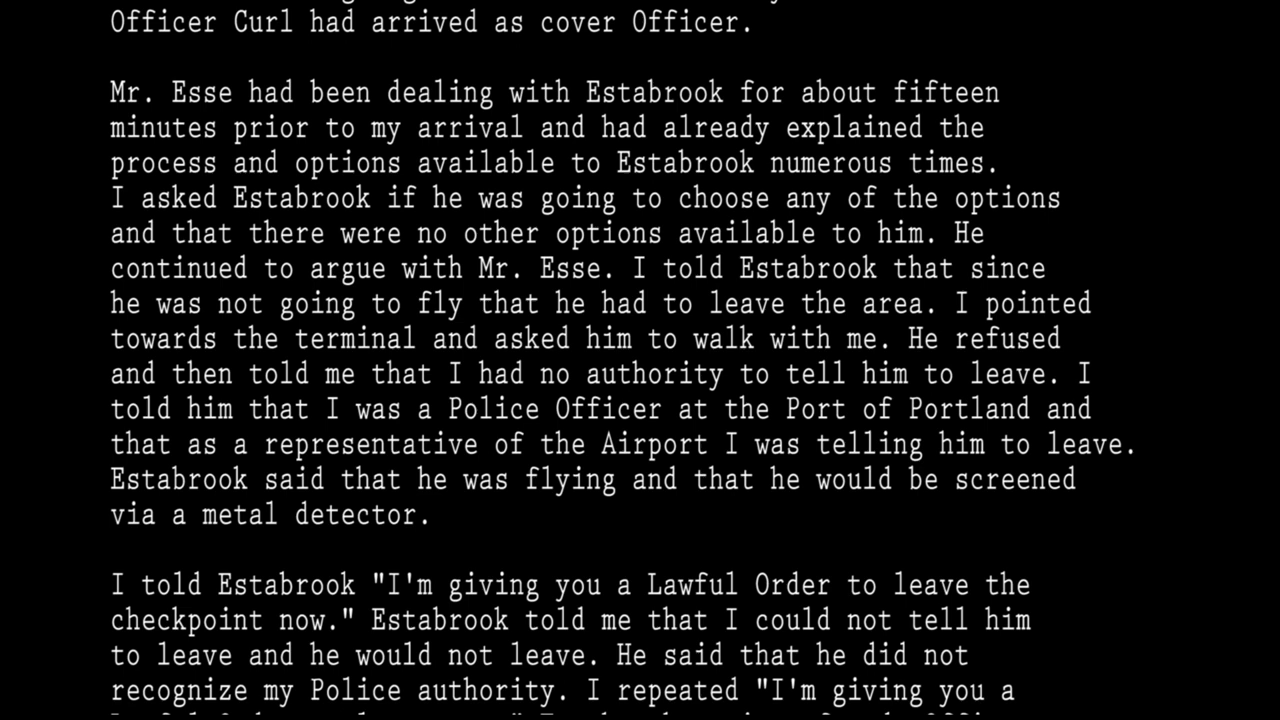 Officer Curl had arrived as cover Officer.
Mr. Esse had been dealing with Estabrook for about fifteen
minutes prior to my arrival and had already explained the
process and options available to Estabrook numerous times.
I asked Estabrook if he was going to choose any of the options
and that there were no other options available to him. He
continued to argue with Mr. Esse. I told Estabrook that since
he was not going to fly that he had to leave the area. I pointed
towards the terminal and asked him to walk with me. He refused
and then told me that I had no authority to tell him to leave. I
told him that I was a Police Officer at the Port of Portland and
that as a representative of the Airport I was telling him to leave.
Estabrook said that he was flying and that he would be screened
via a metal detector.
I told Estabrook "I'm giving you a Lawful Order to leave the
checkpoint now." Estabrook told me that I could not tell him
to leave and he would not leave. He said that he did not
recognize my Police authority. I repeated "I'm giving you a